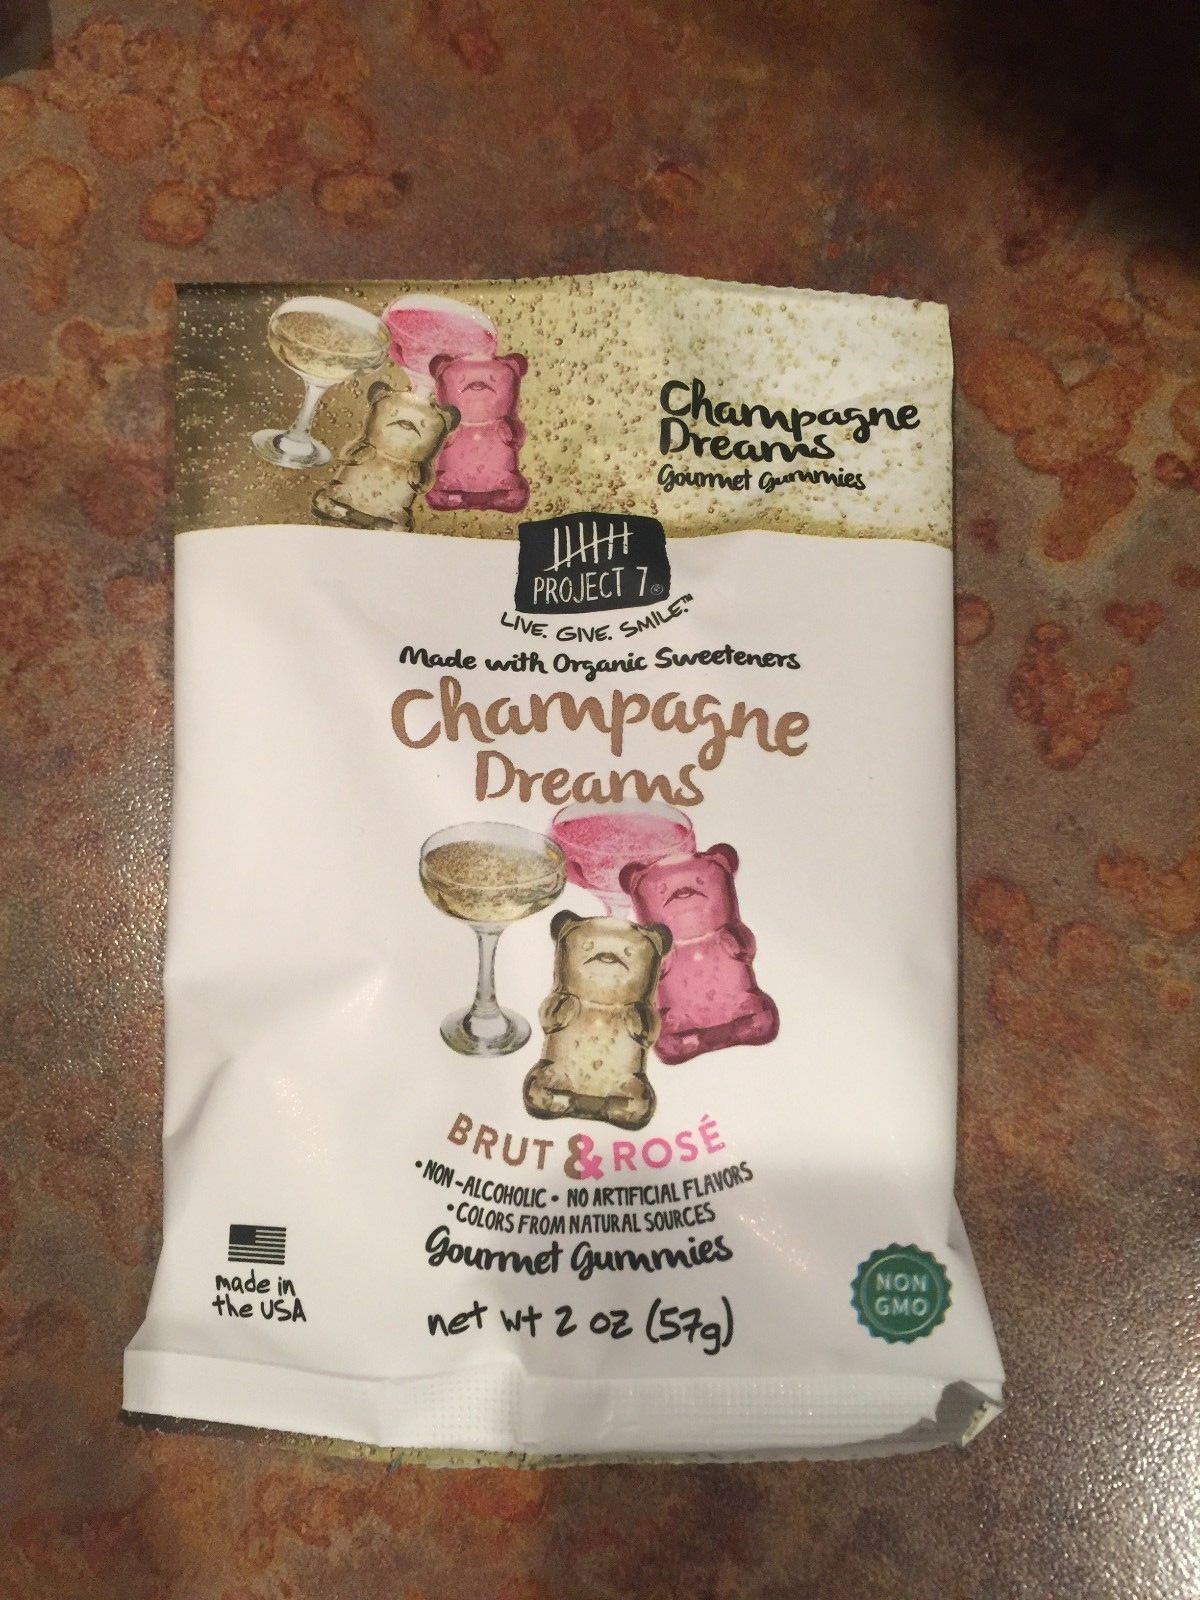 Champagne
Dreams
Gourmet Gummies
PROJECT 7®
LIVE. GIVE. SMILE.™
Made with Organic Sweeteners
Champagne
Dreams
BRUT & ROSÉ
• NON-ALCOHOLIC • NO ARTIFICIAL FLAVORS
• COLORS FROM NATURAL SOURCES
Gourmet Gummies
made in
the USA
net wt 2 oz (57g)
NON
GMO